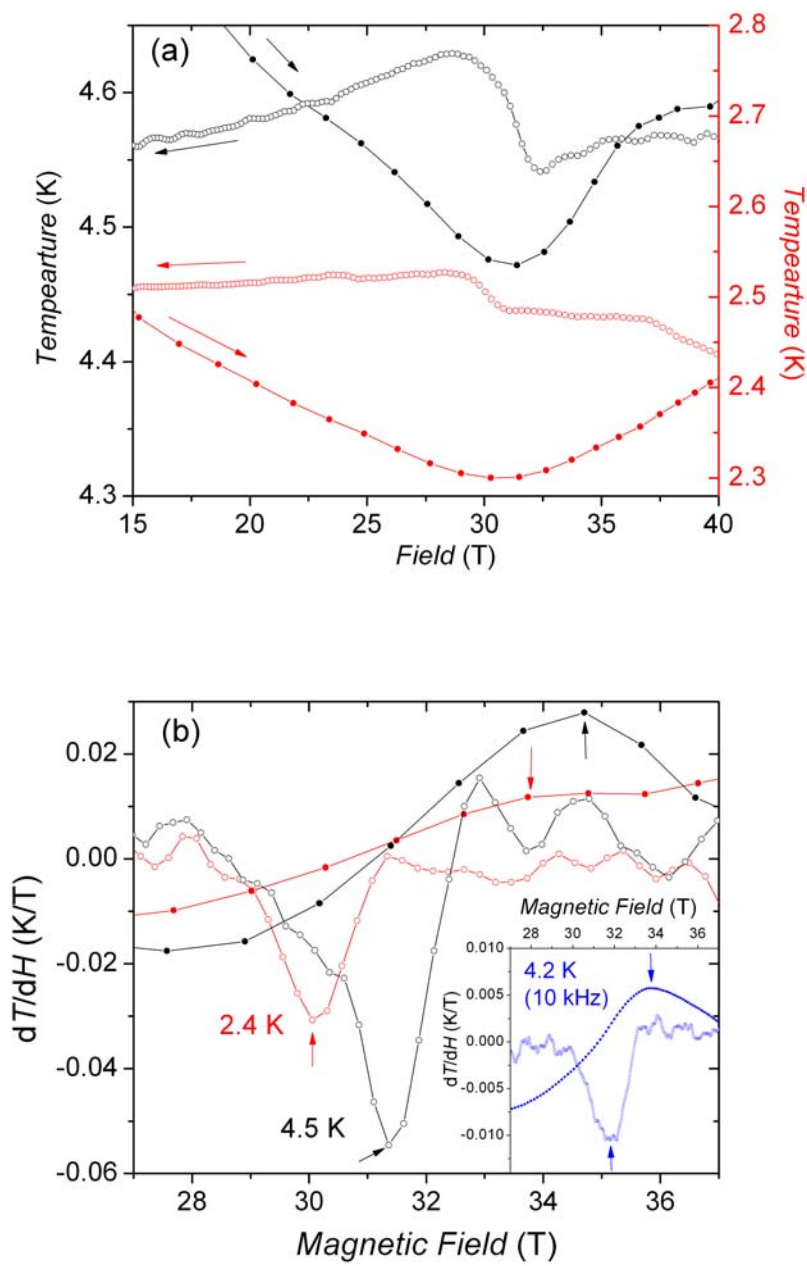 (a)
2.8
4.6
2.7
4.5
2.6
2.5
4.4
2.4
2.3
4.3
Tempearture (K)
Tempearture (K)
15 20 25 30 35 40
Field (T)
(b)
0.02
0.00
-0.02
-0.04
-0.06
dT/dH (K/T)
2.4 K
4.5 K
Magnetic Field (T)
28 30 32 34 36
0.010
0.005
0.000
-0.005
-0.010
dT/dH (K/T)
4.2 K
(10 kHz)
28 30 32 34 36
Magnetic Field (T)